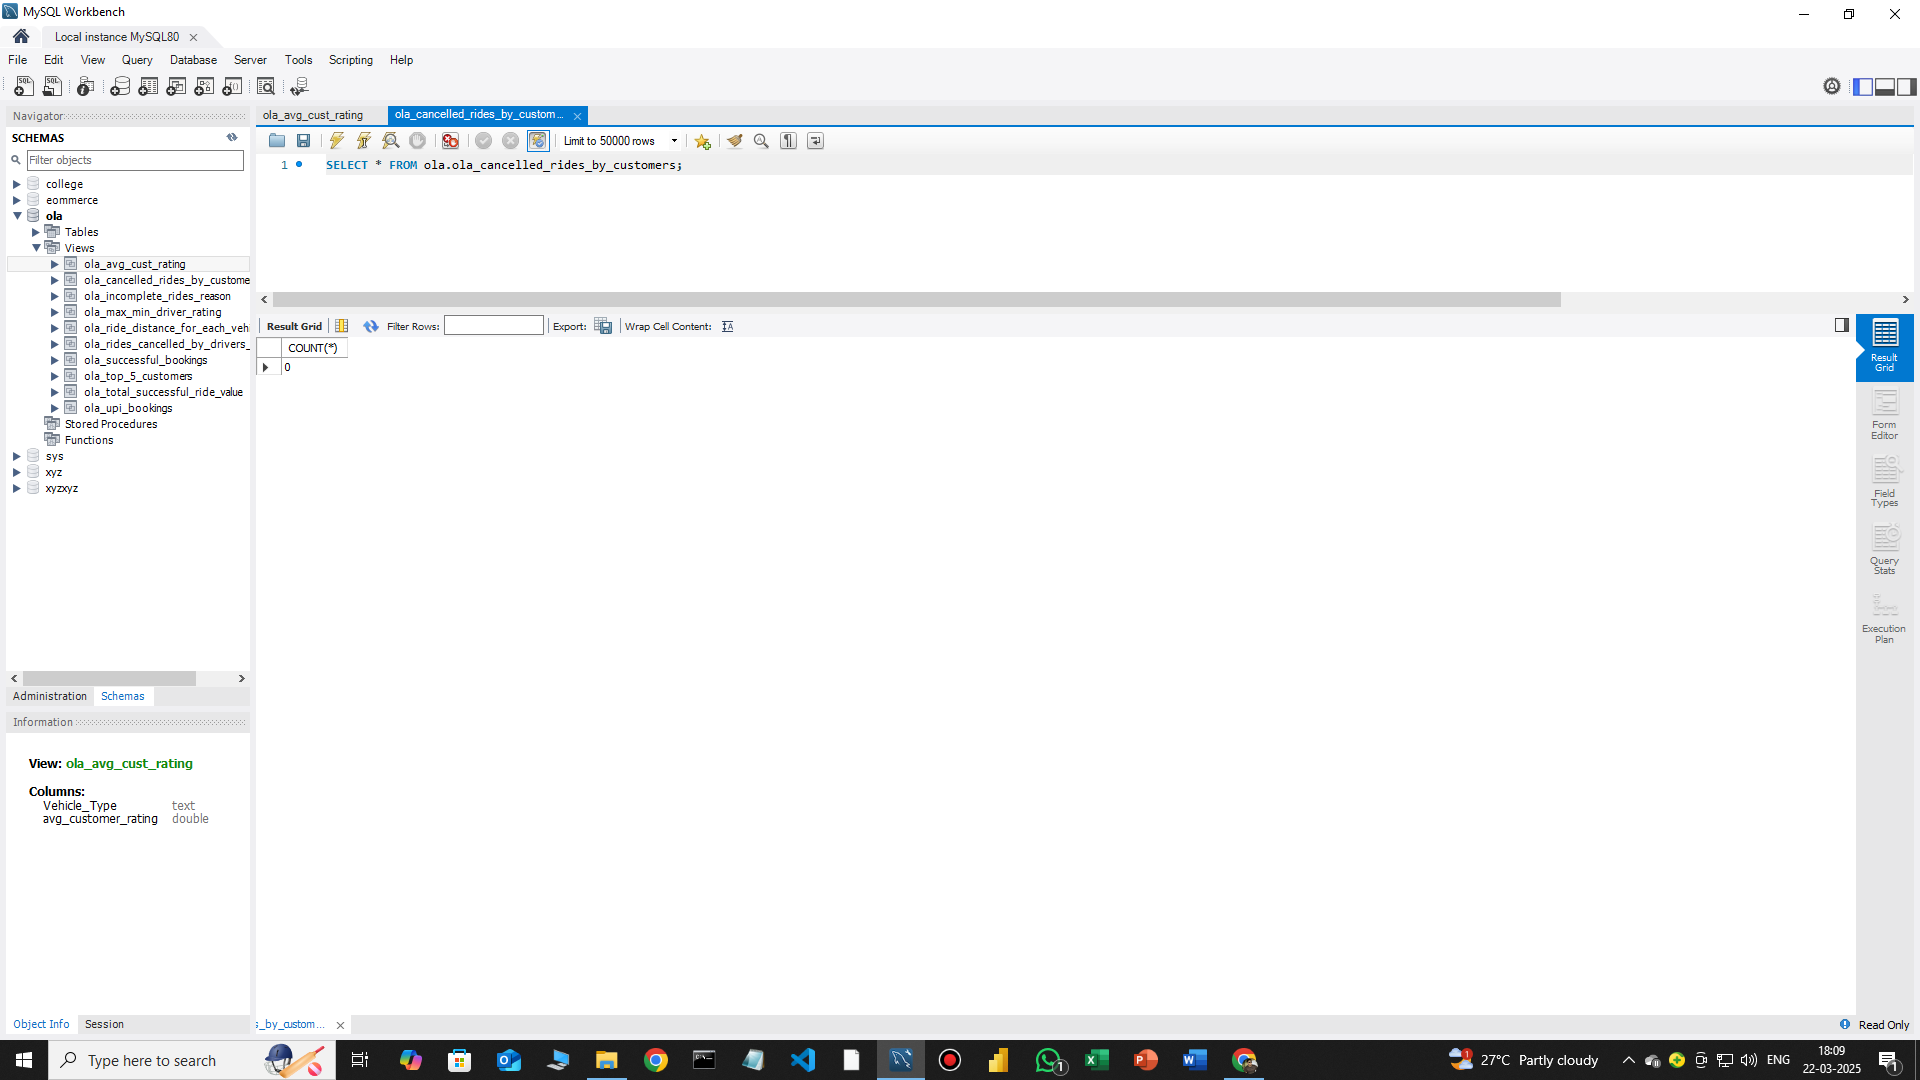 MySQL Workbench
Local instance MySQL80
File Edit View Query Database Server Tools Scripting Help
Navigator
SCHEMAS
Filter objects
college
eommerce
ola
Tables
Views
ola_avg_cust_rating
ola_cancelled_rides_by_custome
ola_incomplete_rides_reason
ola_max_min_driver_rating
ola_ride_distance_for_each_veh
ola_rides_cancelled_by_drivers_
ola_successful_bookings
ola_top_5_customers
ola_total_successful_ride_value
ola_upi_bookings
Stored Procedures
Functions
sys
xyz
xyzxyz
Administration Schemas
Information
View: ola_avg_cust_rating
Columns:
Vehicle_Type text
avg_customer_rating double
Object Info Session
ola_avg_cust_rating ola_cancelled_rides_by_custom...
Limit to 50000 rows
1 SELECT * FROM ola.ola_cancelled_rides_by_customers;
Result Grid Filter Rows: Export: Wrap Cell Content:
COUNT(*)
0
Result
Grid
Form
Editor
Field
Types
Query
Stats
Execution
Plan
s_by_custom...
Read Only
Type here to search
1
1
27°C Partly cloudy
ENG
18:09
22-03-2025
1